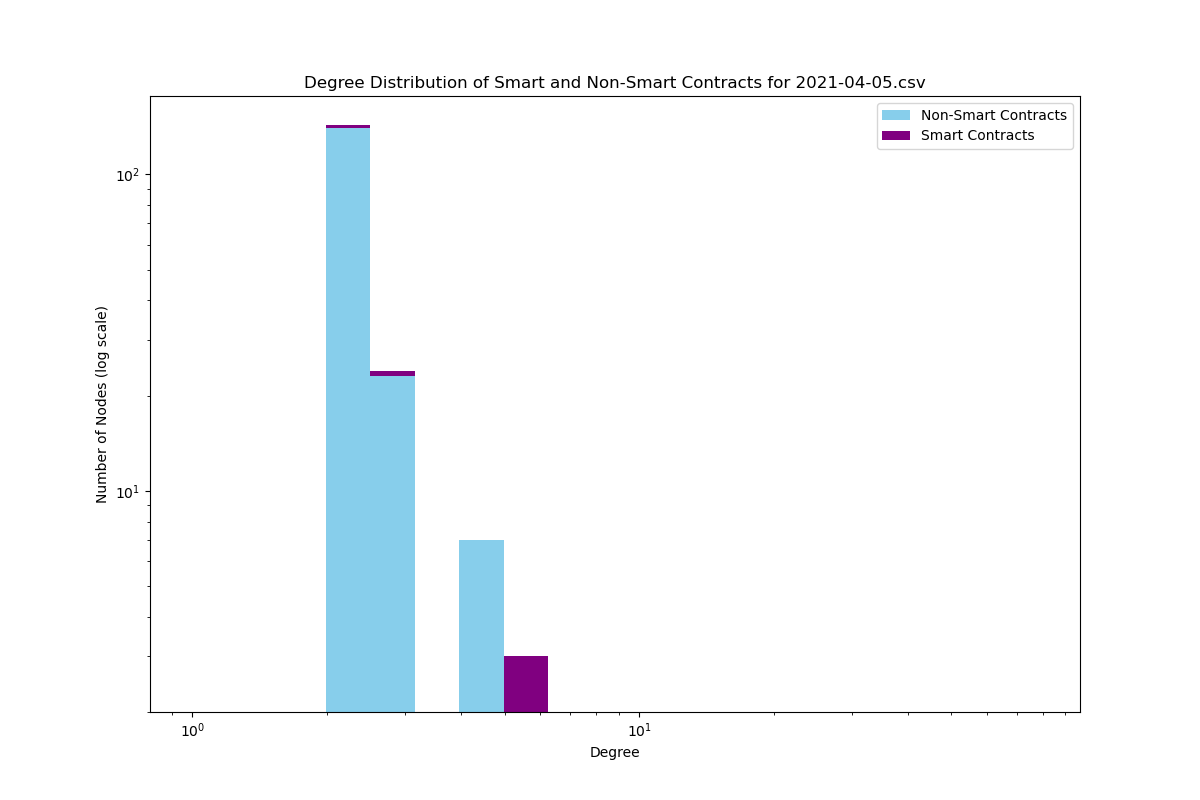 Degree Distribution of Smart and Non-Smart Contracts for 2021-04-05.csv
Non-Smart Contracts
Smart Contracts
Number of Nodes (log scale)
10²
10¹
10⁰ 10¹
Degree